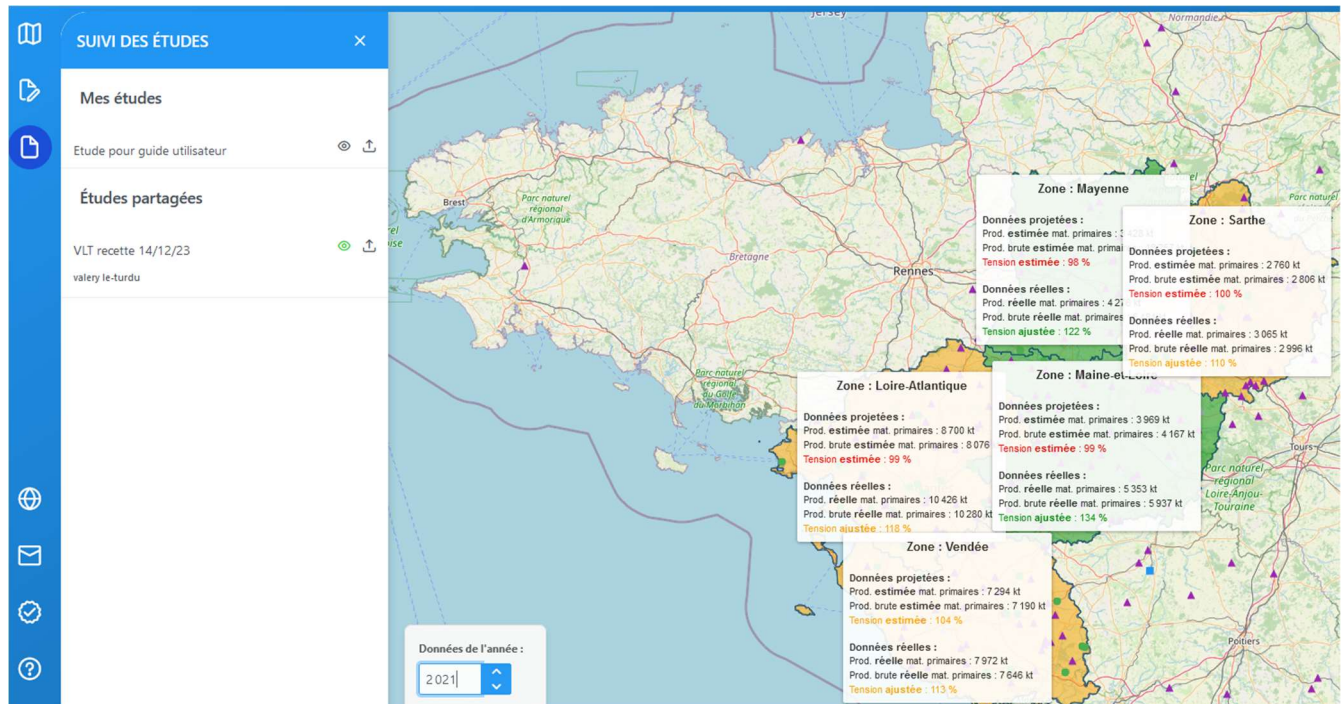 SUIVI DES ÉTUDES
Mes études
Etude pour guide utilisateur
Études partagées
VLT recette 14/12/23
valery le-turdu
Jersey
Normandie
Brest
Parc naturel
régional
d'Armorique
Bretagne
Rennes
Parc naturel
régional
du Golfe
du Morbihan
Parc naturel
Tours
Parc naturel
régional
Loire-Anjou-
Touraine
Poitiers
Zone : Mayenne
Données projetées :
Prod. estimée mat. primaires :
Prod. brute estimée mat.
Tension estimée : 98 %
Données réelles :
Prod. réelle mat. primaires : 4 27
Prod. brute réelle mat. primaires
Tension ajustée : 122 %
Zone : Sarthe
Données projetées :
Prod. estimée mat. primaires : 2 760 kt
Prod. brute estimée mat. primaires : 2 806 kt
Tension estimée : 100 %
Données réelles :
Prod. réelle mat. primaires : 3 065 kt
Prod. brute réelle mat. primaires : 2 996 kt
Tension ajustée : 110 %
Zone : Loire-Atlantique
Données projetées :
Prod. estimée mat. primaires : 8 700 kt
Prod. brute estimée mat. primaires : 8 076
Tension estimée : 99 %
Données réelles :
Prod. réelle mat. primaires : 10 426 kt
Prod. brute réelle mat. primaires : 10 280 kt
Tension ajustée : 118 %
Zone : Maine-et-Loire
Données projetées :
Prod. estimée mat. primaires : 3 969 kt
Prod. brute estimée mat. primaires : 4 167 kt
Tension estimée : 99 %
Données réelles :
Prod. réelle mat. primaires : 5 353 kt
Prod. brute réelle mat. primaires : 5 937 kt
Tension ajustée : 134 %
Zone : Vendée
Données projetées :
Prod. estimée mat. primaires : 7 294 kt
Prod. brute estimée mat. primaires : 7 190 kt
Tension estimée : 104 %
Données réelles :
Prod. réelle mat. primaires : 7 972 kt
Prod. brute réelle mat. primaires : 7 646 kt
Tension ajustée : 113 %
Données de l'année :
2 021